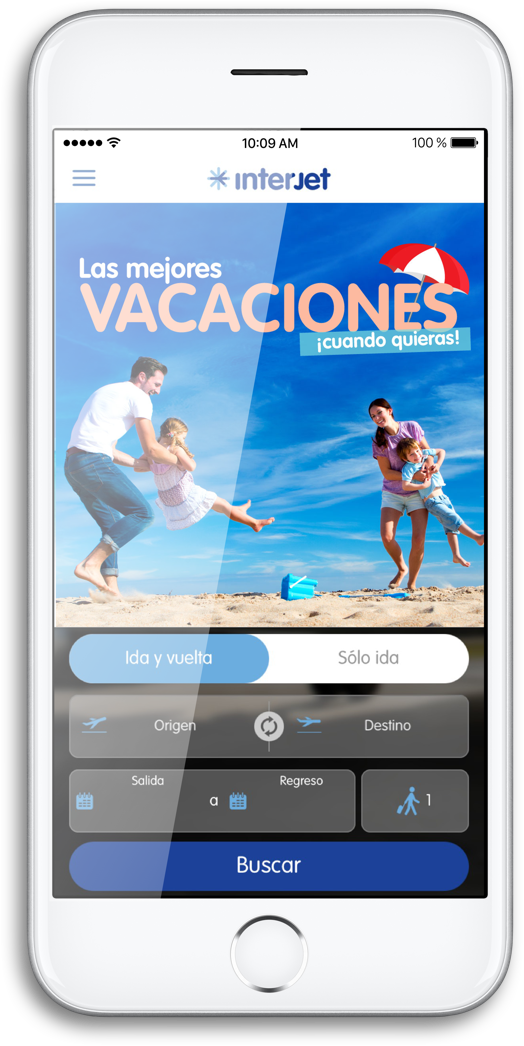 10:09 AM
100 %
interjet
Las mejores
VACACIONES
¡cuando quieras!
Ida y vuelta
Sólo ida
Origen
Destino
Salida
a
Regreso
1
Buscar